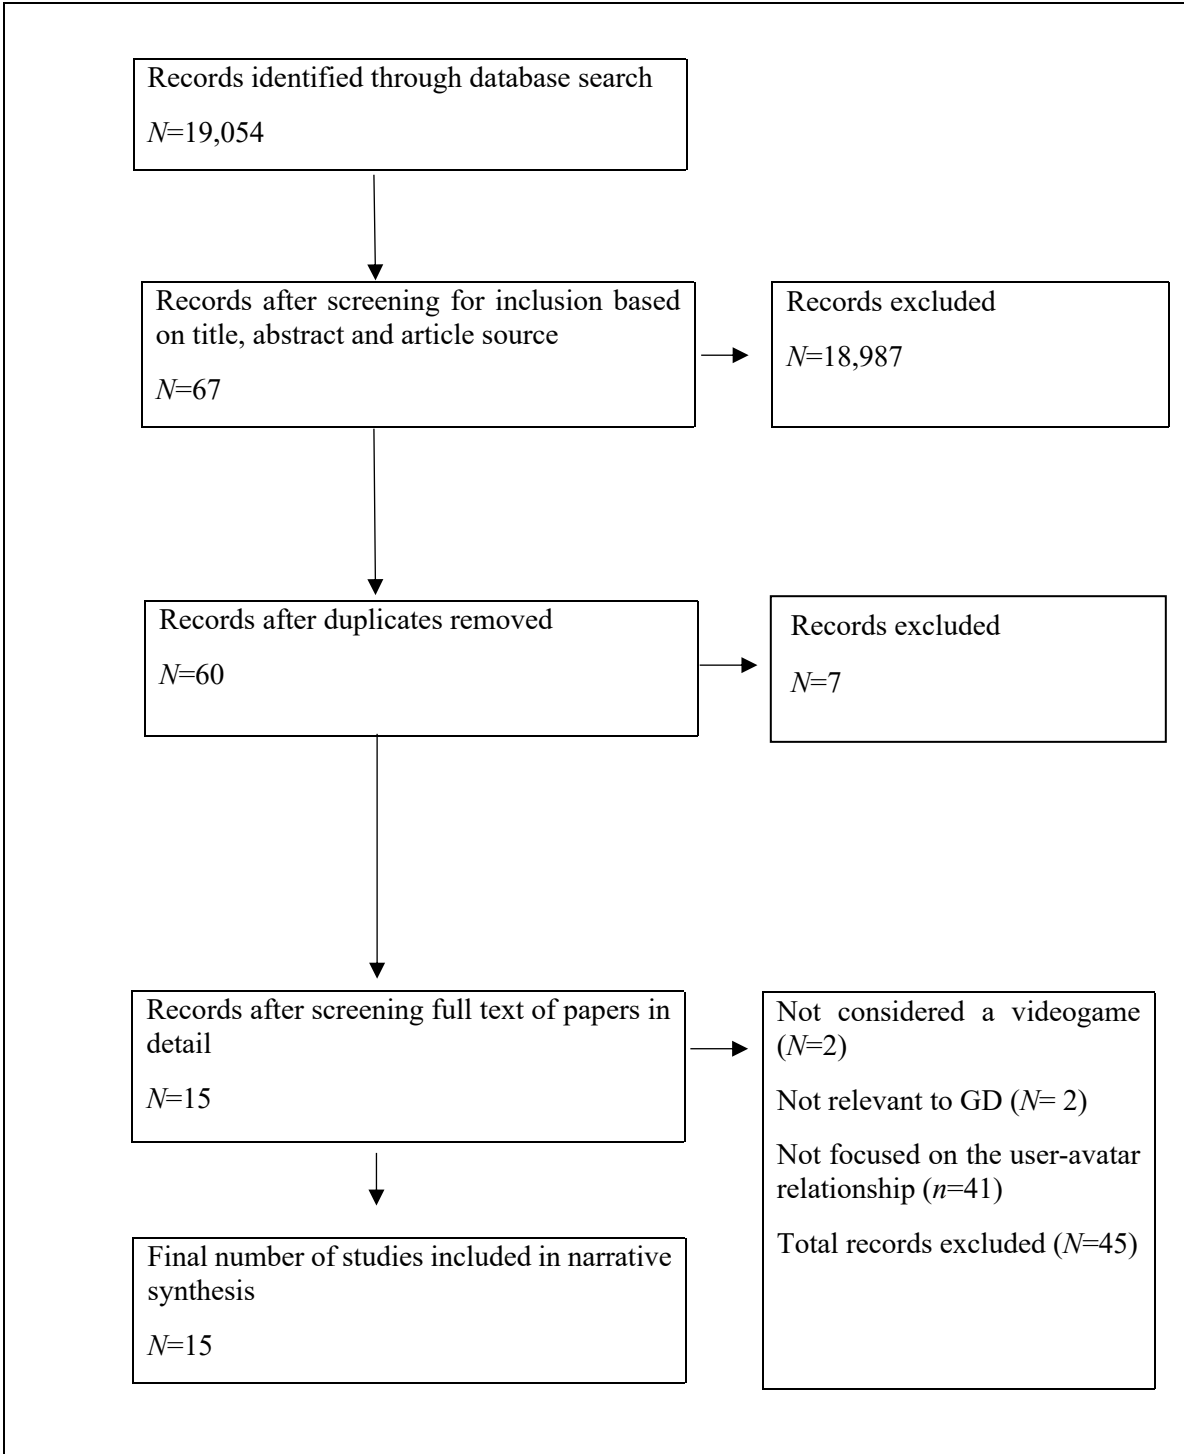 Records identified through database search
N=19,054
Records after screening for inclusion based
on title, abstract and article source
N=67
Records excluded
N=18,987
Records after duplicates removed
N=60
Records excluded
N=7
Records after screening full text of papers in
detail
N=15
Not considered a videogame
(N=2)
Not relevant to GD (N= 2)
Not focused on the user-avatar
relationship (n=41)
Total records excluded (N=45)
Final number of studies included in narrative
synthesis
N=15